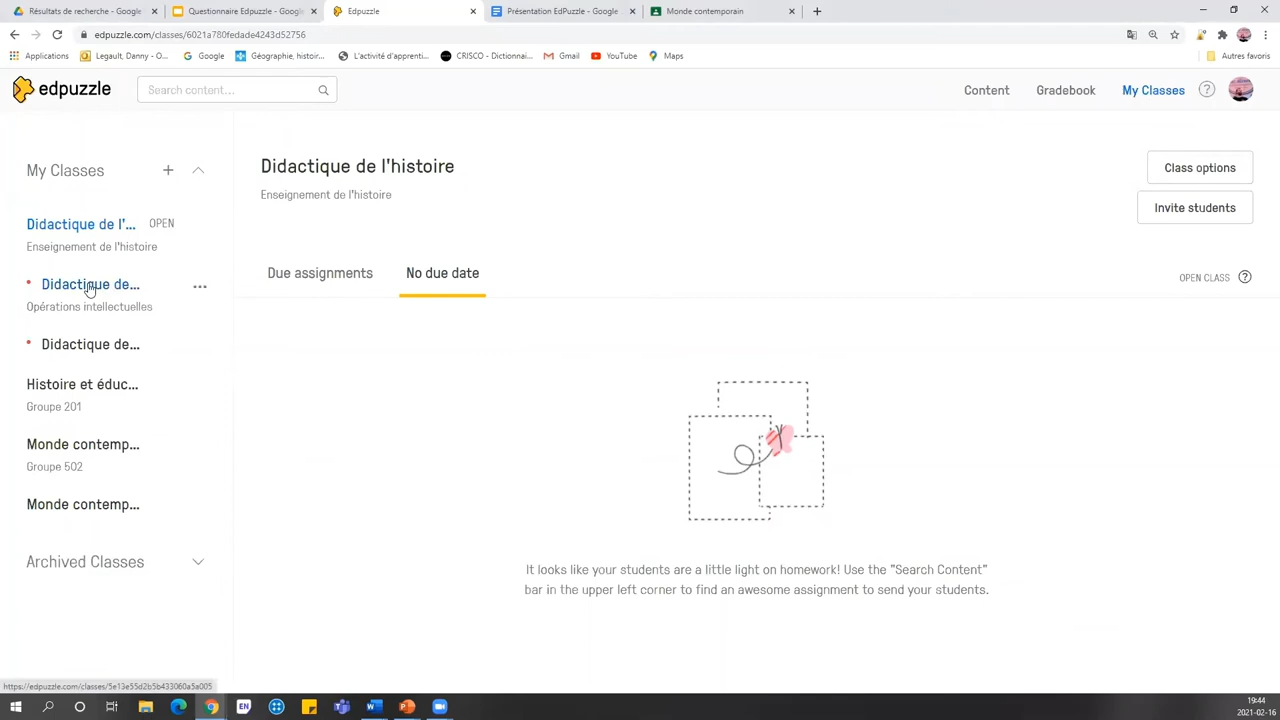 Résultats de recherche - Google
Questionnaire Edpuzzle - Google
Edpuzzle
Présentation EdPuzzle - Google
Monde contemporain
edpuzzle.com/classes/6021a780fedade4243d52756
Applications
Legault, Danny - O...
Google
Géographie, histoir...
L'activité d'apprenti...
CRISCO - Dictionnai...
Gmail
YouTube
Maps
Autres favoris
edpuzzle
Search content...
Content
Gradebook
My Classes
?
My Classes
Didactique de l'histoire
Class options
Enseignement de l'histoire
Invite students
Didactique de l'... OPEN
Enseignement de l'histoire
Didactique de...
Opérations intellectuelles
Due assignments
No due date
OPEN CLASS ?
Didactique de...
Histoire et éduc...
Groupe 201
Monde contemp...
Groupe 502
Monde contemp...
Archived Classes
It looks like your students are a little light on homework! Use the "Search Content"
bar in the upper left corner to find an awesome assignment to send your students.
https://edpuzzle.com/classes/5e13e55d2b5b433060a5a005
EN
19:44
2021-02-16